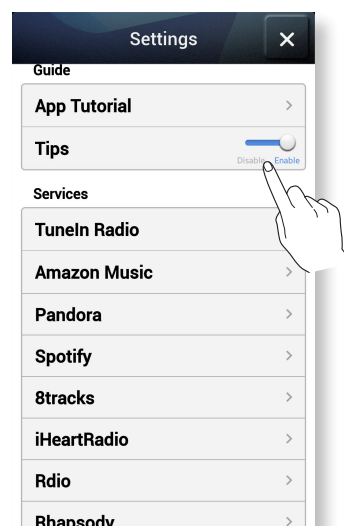 Settings
Guide
App Tutorial
Tips
Disable Enable
Services
TuneIn Radio
Amazon Music
Pandora
Spotify
8tracks
iHeartRadio
Rdio
Rhapsody